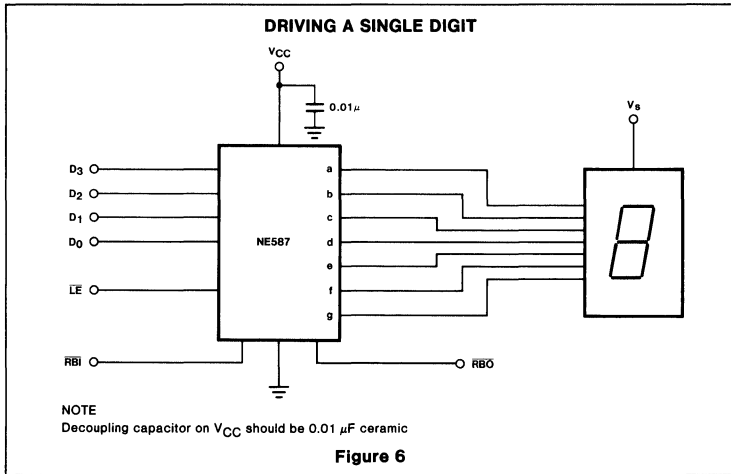 DRIVING A SINGLE DIGIT
VCC
0.01μ
Vs
D3
D2
D1
D0
LE
RBI
NE587
a
b
c
d
e
f
g
RBO
NOTE
Decoupling capacitor on VCC should be 0.01 μF ceramic
Figure 6